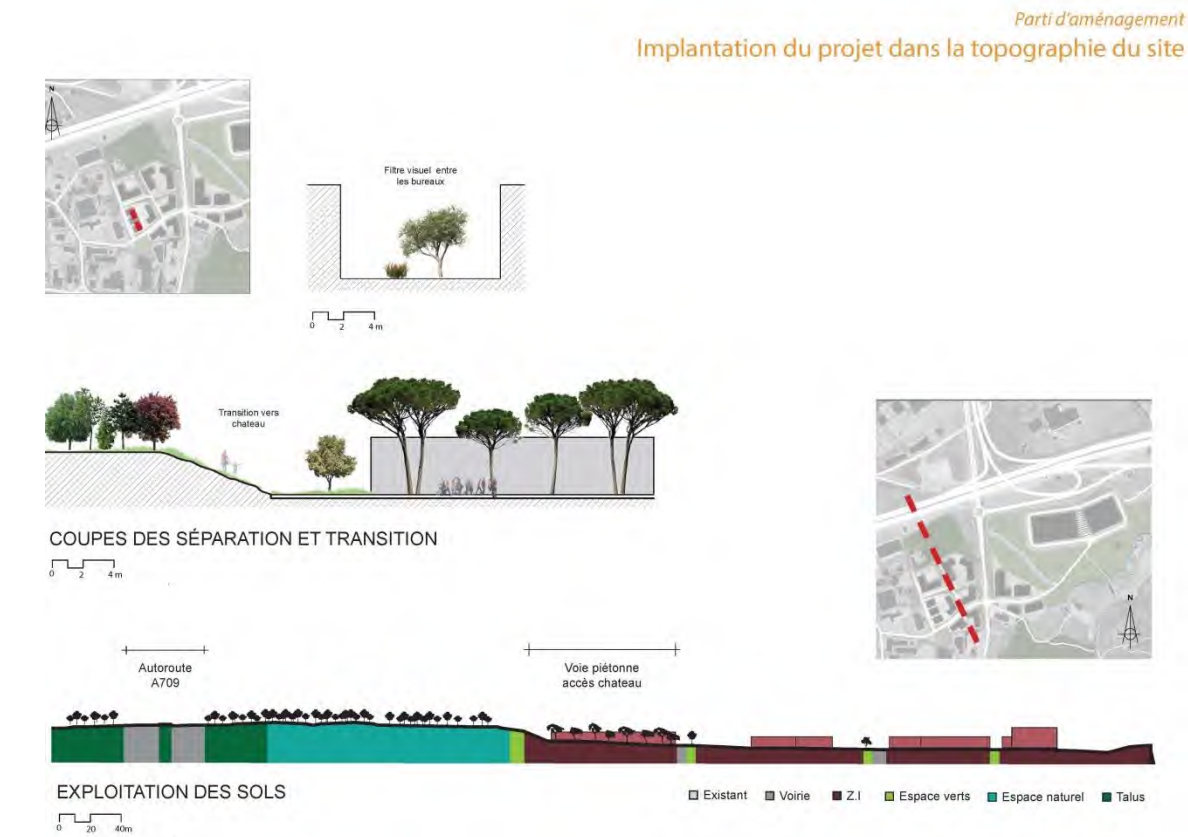 Parti d'aménagement
Implantation du projet dans la topographie du site
N
Filtre visuel entre
les bureaux
0 2 4 m
Transition vers
chateau
COUPES DES SÉPARATION ET TRANSITION
0 2 4 m
N
Autoroute
A709
Voie piétonne
accès chateau
EXPLOITATION DES SOLS
Existant Voirie Z.I Espace verts Espace naturel Talus
0 20 40m